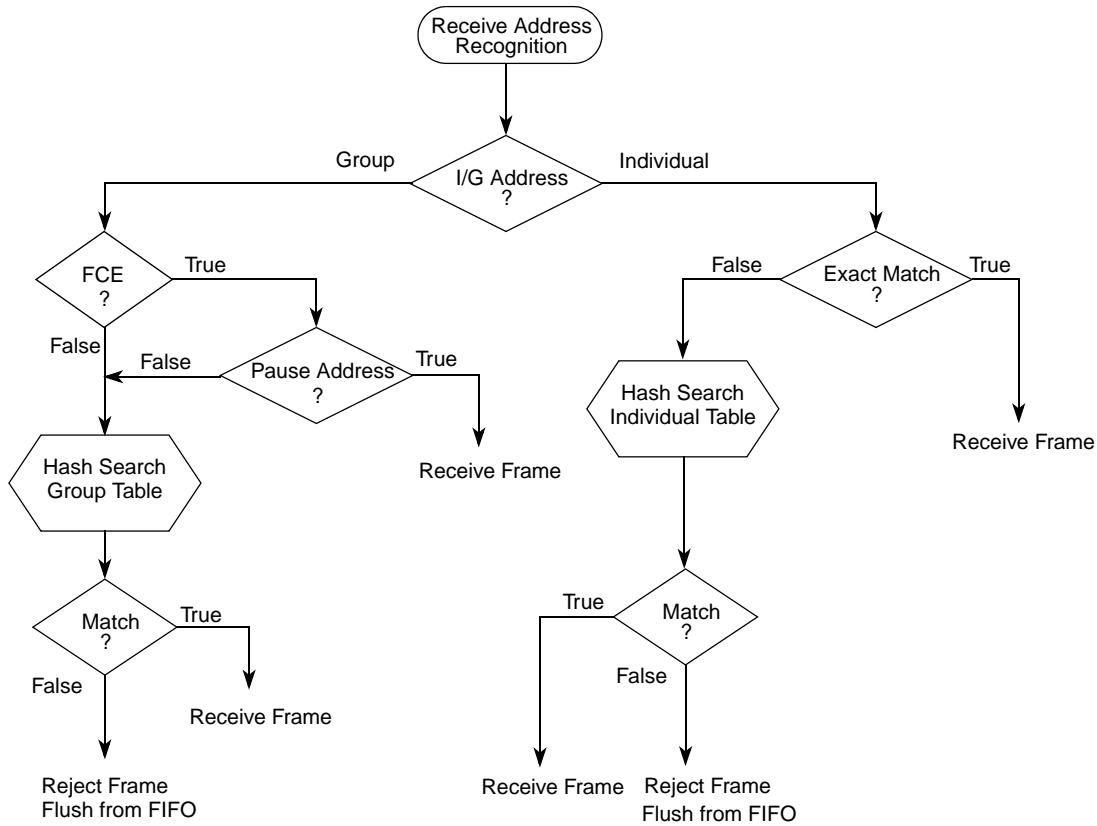 Receive Address
Recognition
Group
Individual
I/G Address
?
FCE
?
True
False
Exact Match
?
True
False
False
Pause Address
?
True
Hash Search
Individual Table
Receive Frame
Hash Search
Group Table
Receive Frame
Match
?
True
True
Match
?
False
False
Receive Frame
Reject Frame
Flush from FIFO
Receive Frame
Reject Frame
Flush from FIFO